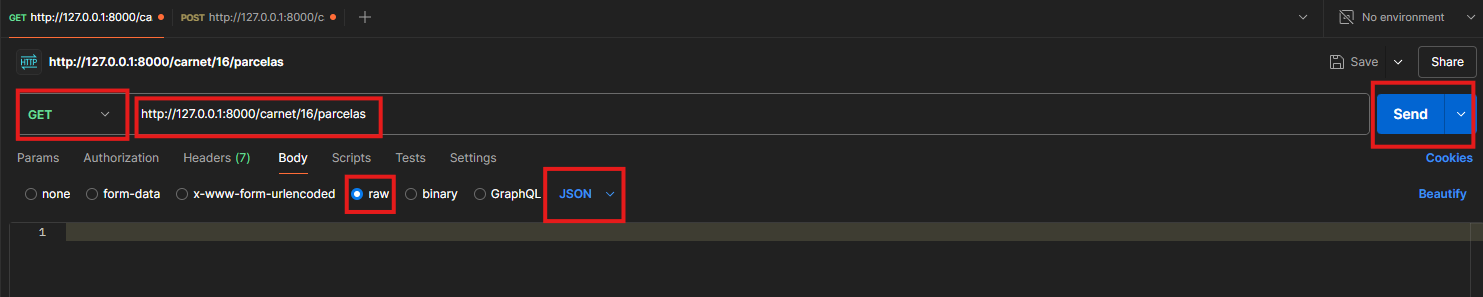 GET http://127.0.0.1:8000/ca POST http://127.0.0.1:8000/c No environment
HTTP http://127.0.0.1:8000/carnet/16/parcelas Save Share
GET http://127.0.0.1:8000/carnet/16/parcelas Send
Params Authorization Headers (7) Body Scripts Tests Settings Cookies
none form-data x-www-form-urlencoded raw binary GraphQL JSON Beautify
1